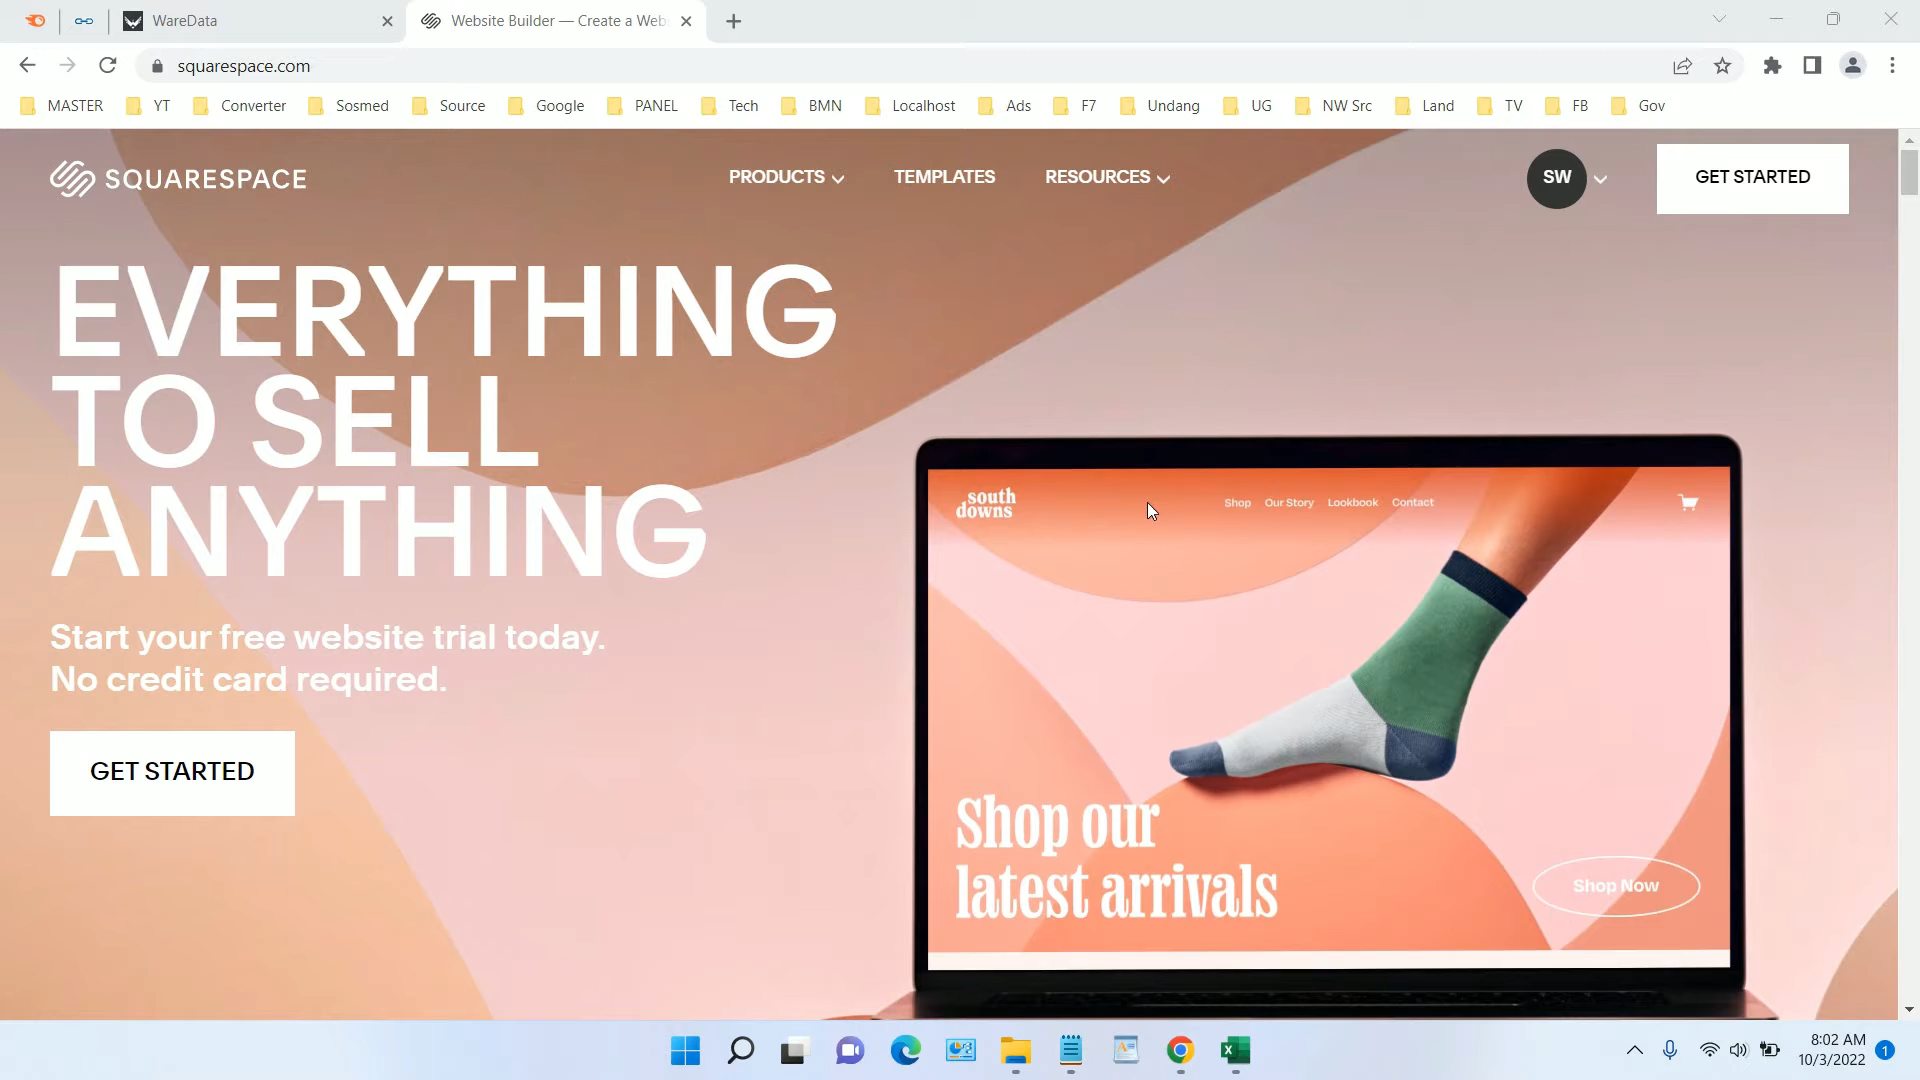 WareData
Website Builder — Create a Web
squarespace.com
MASTER YT Converter Sosmed Source Google PANEL Tech BMN Localhost Ads F7 Undang UG NW Src Land TV FB Gov
SQUARESPACE
PRODUCTS TEMPLATES RESOURCES
SW
GET STARTED
EVERYTHING
TO SELL
ANYTHING
Start your free website trial today.
No credit card required.
GET STARTED
south
downs
Shop Our Story Lookbook Contact
Shop our
latest arrivals
Shop Now
8:02 AM
10/3/2022
1